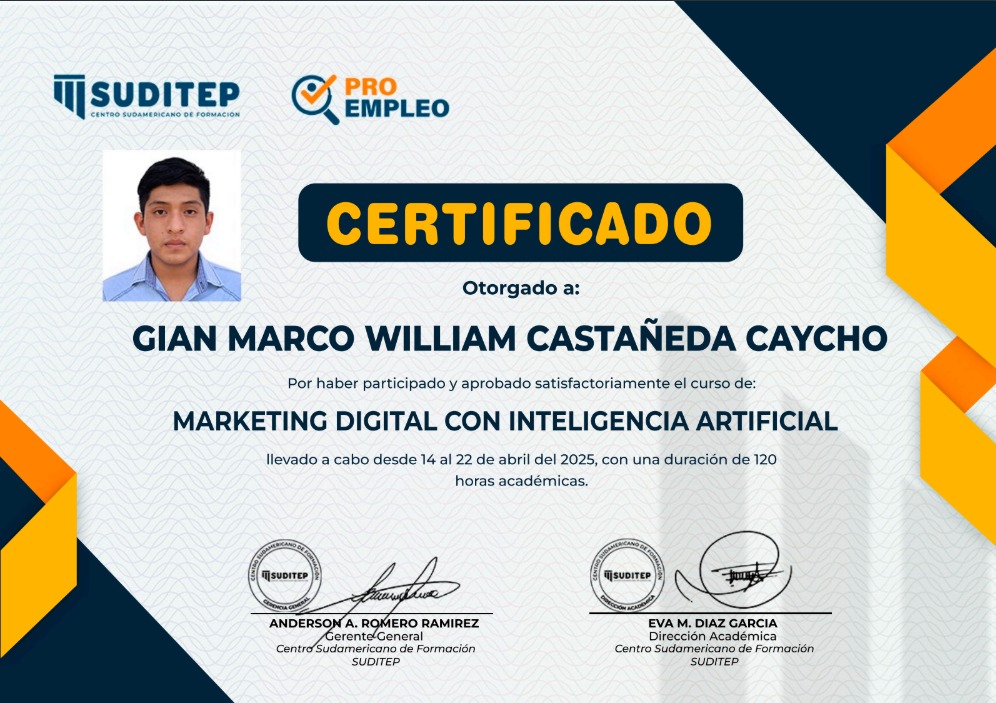 SUDITEP
CENTRO SUDAMERICANO DE FORMACIÓN
PRO
EMPLEO
CERTIFICADO
Otorgado a:
GIAN MARCO WILLIAM CASTAÑEDA CAYCHO
Por haber participado y aprobado satisfactoriamente el curso de:
MARKETING DIGITAL CON INTELIGENCIA ARTIFICIAL
llevado a cabo desde 14 al 22 de abril del 2025, con una duración de 120
horas académicas.
CENTRO SUDAMERICANO DE FORMACIÓN
SUDITEP
GERENCIA GENERAL
ANDERSON A. ROMERO RAMIREZ
Gerente General
Centro Sudamericano de Formación
SUDITEP
CENTRO SUDAMERICANO DE FORMACIÓN
SUDITEP
DIRECCIÓN ACADÉMICA
EVA M. DIAZ GARCIA
Dirección Académica
Centro Sudamericano de Formación
SUDITEP